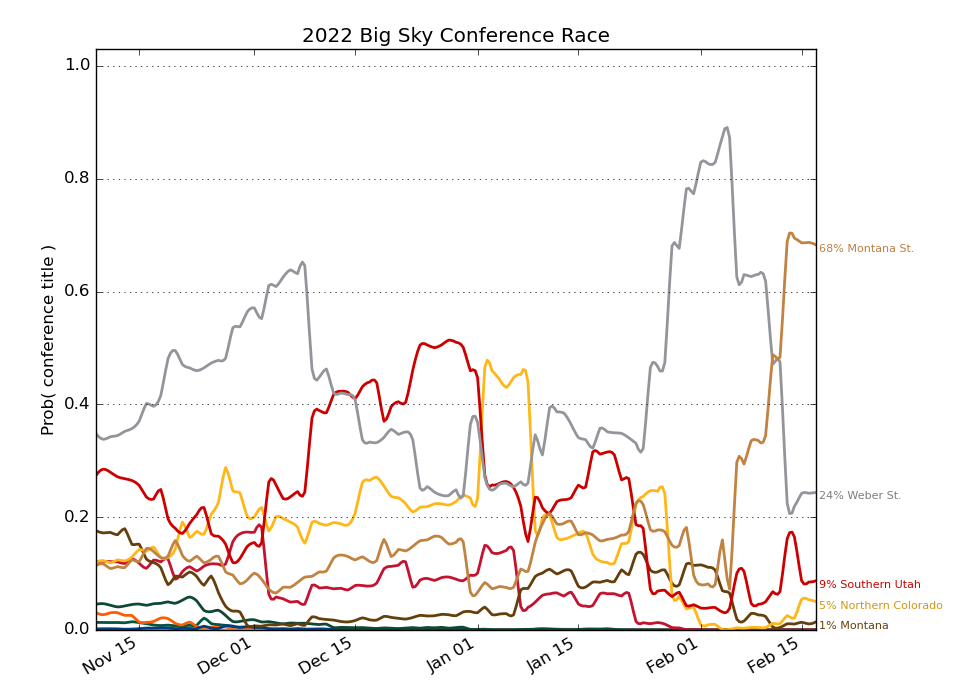 2022 Big Sky Conference Race
Prob( conference title )
1.0
0.8
0.6
0.4
0.2
0.0
68% Montana St.
24% Weber St.
9% Southern Utah
5% Northern Colorado
1% Montana
Nov 15
Dec 01
Dec 15
Jan 01
Jan 15
Feb 01
Feb 15